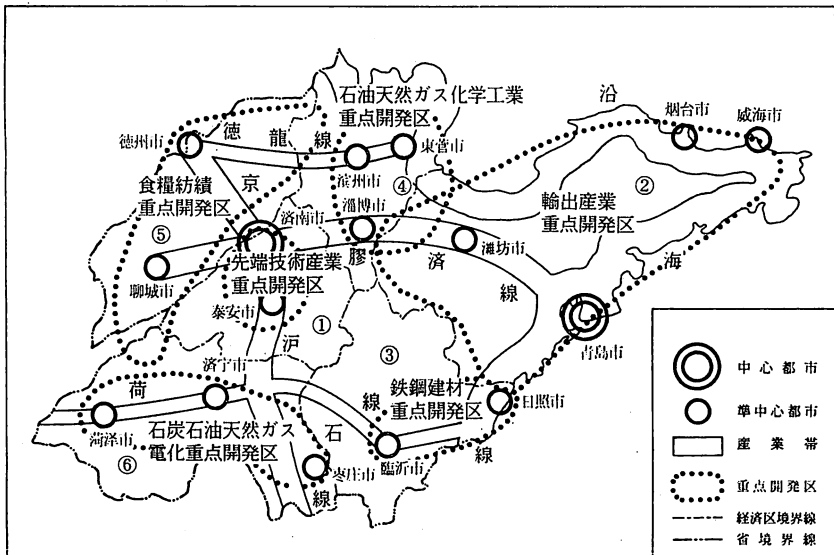 石油天然ガス化学工業
重点開発区
沿
烟台市
威海市
徳州市
徳
龍
線
東菅市
滨州市
④
②
食糧紡績
重点開発区
京
淄博市
輸出産業
重点開発区
⑤
済南市
膠
済
濰坊市
海
先端技術産業
重点開発区
線
聊城市
泰安市
①
戸
③
青島市
済宁市
荷
鉄鋼建材
重点開発区
線
日照市
菏泽市
石炭石油天然ガス
電化重点開発区
石
臨沂市
線
⑥
枣庄市
線
中心都市
準中心都市
産業帯
重点開発区
経済区境界線
省境界線